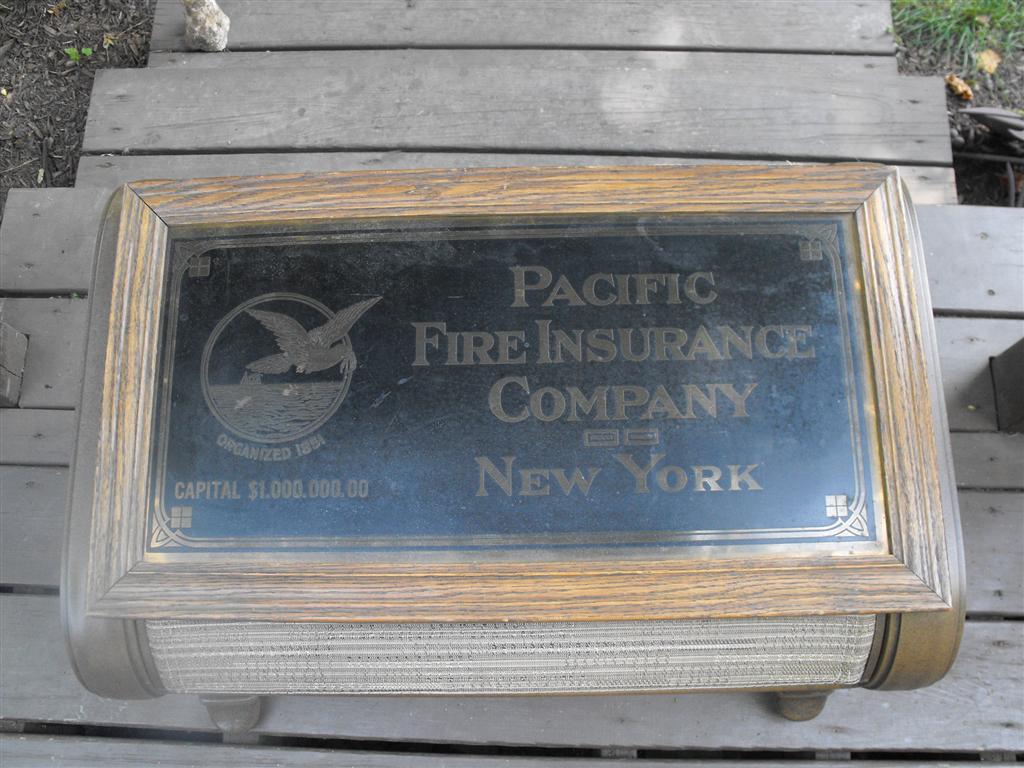 PACIFIC
FIRE INSURANCE
COMPANY
NEW YORK
ORGANIZED 1851
CAPITAL $1.000.000.00